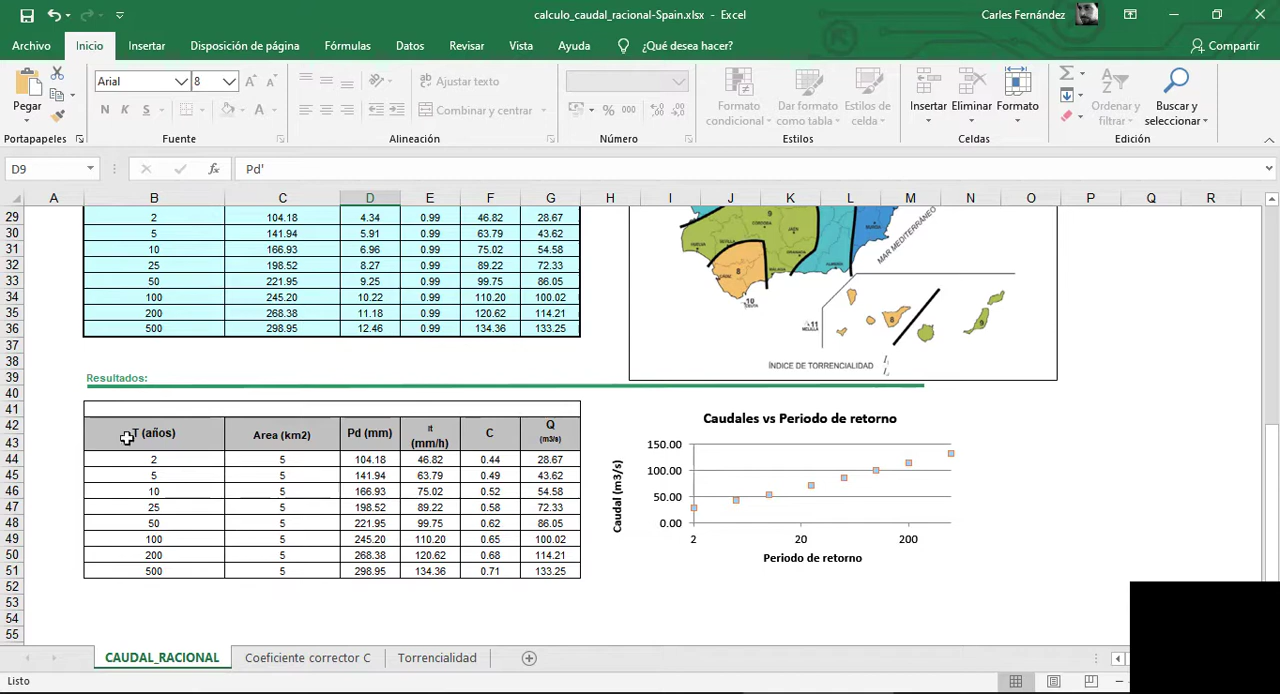 calculo_caudal_racional-Spain.xlsx - Excel
Carles Fernández
Archivo Inicio Insertar Disposición de página Fórmulas Datos Revisar Vista Ayuda ¿Qué desea hacer? Compartir
Pegar
Arial 8
N K S
Ajustar texto
Combinar y centrar
% 000
Formato condicional
Dar formato como tabla
Estilos de celda
Insertar Eliminar Formato
Ordenar y filtrar
Buscar y seleccionar
Portapapeles Fuente Alineación Número Estilos Celdas Edición
D9 fx Pd'
A B C D E F G H I J K L M N O P Q R
29 2 104.18 4.34 0.99 46.82 28.67
30 5 141.94 5.91 0.99 63.79 43.62
31 10 166.93 6.96 0.99 75.02 54.58
32 25 198.52 8.27 0.99 89.22 72.33
33 50 221.95 9.25 0.99 99.75 86.05
34 100 245.20 10.22 0.99 110.20 100.02
35 200 268.38 11.18 0.99 120.62 114.21
36 500 298.95 12.46 0.99 134.36 133.25
37
38
39 Resultados:
40
41
42 T (años) Area (km2) Pd (mm) It (mm/h) C Q (m3/s)
43
44 2 5 104.18 46.82 0.44 28.67
45 5 5 141.94 63.79 0.49 43.62
46 10 5 166.93 75.02 0.52 54.58
47 25 5 198.52 89.22 0.58 72.33
48 50 5 221.95 99.75 0.62 86.05
49 100 5 245.20 110.20 0.65 100.02
50 200 5 268.38 120.62 0.68 114.21
51 500 5 298.95 134.36 0.71 133.25
52
53
54
55
MAR MEDITERRÁNEO
9
8
10
11
MELILLA
8
9
ÍNDICE DE TORRENCIALIDAD
Caudales vs Periodo de retorno
Caudal (m3/s)
150.00
100.00
50.00
0.00
2 20 200
Periodo de retorno
CAUDAL_RACIONAL Coeficiente corrector C Torrencialidad
Listo